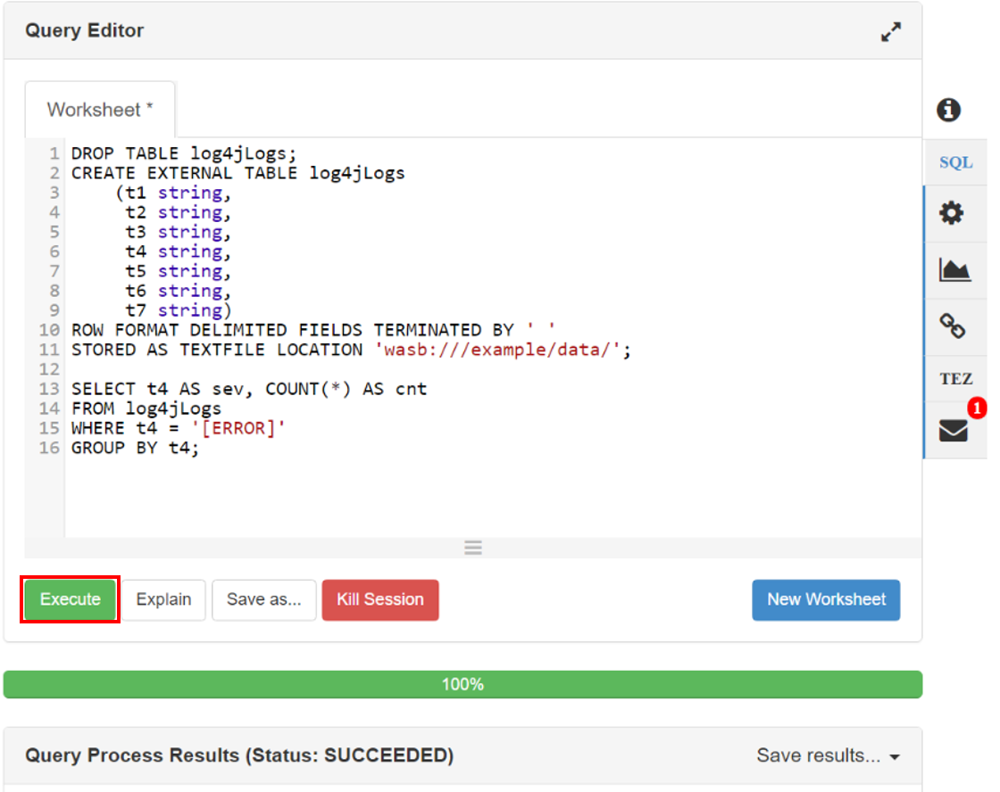 Query Editor
Worksheet *
1 DROP TABLE log4jLogs;
2 CREATE EXTERNAL TABLE log4jLogs
3 (t1 string,
4 t2 string,
5 t3 string,
6 t4 string,
7 t5 string,
8 t6 string,
9 t7 string)
10 ROW FORMAT DELIMITED FIELDS TERMINATED BY ' '
11 STORED AS TEXTFILE LOCATION 'wasb:///example/data/';
12
13 SELECT t4 AS sev, COUNT(*) AS cnt
14 FROM log4jLogs
15 WHERE t4 = '[ERROR]'
16 GROUP BY t4;
SQL
TEZ
1
Execute Explain Save as... Kill Session New Worksheet
100%
Query Process Results (Status: SUCCEEDED) Save results...